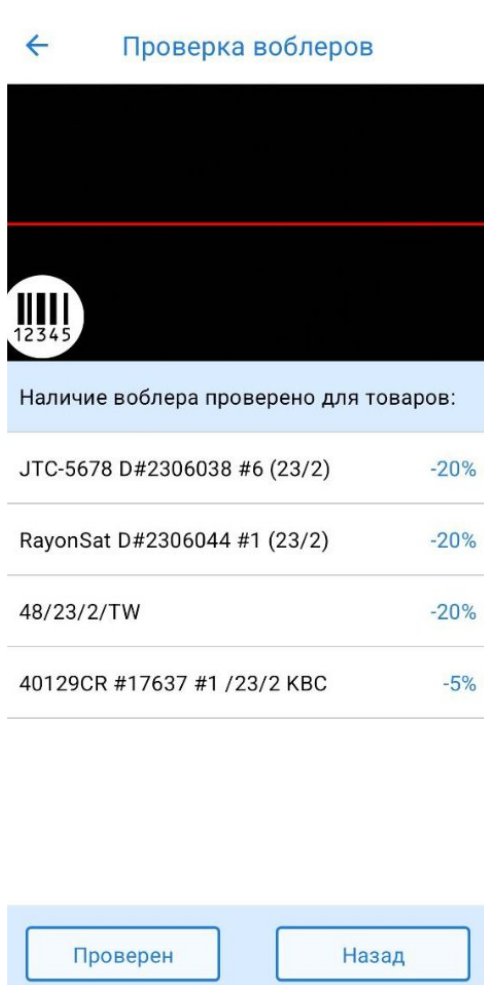 Проверка воблеров
12345
Наличие воблера проверено для товаров:
JTC-5678 D#2306038 #6 (23/2) -20%
RayonSat D#2306044 #1 (23/2) -20%
48/23/2/TW -20%
40129CR #17637 #1 /23/2 KBC -5%
Проверен Назад